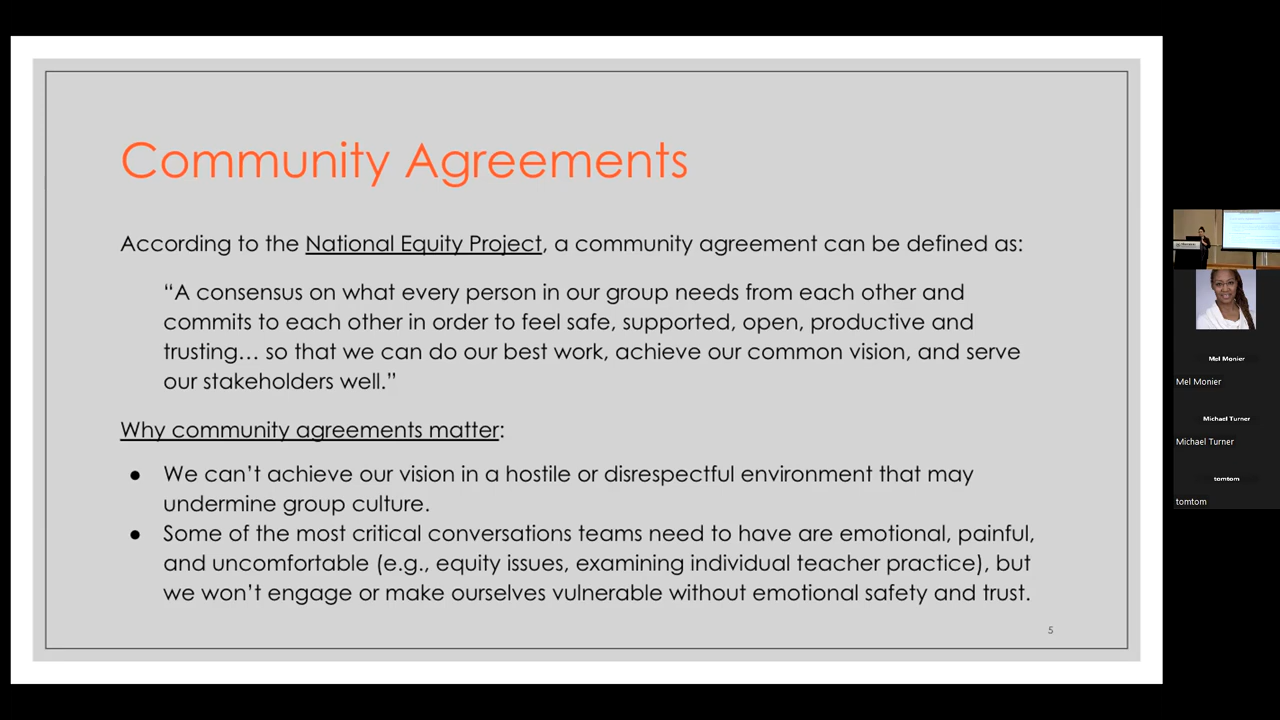 Community Agreements
According to the National Equity Project, a community agreement can be defined as:
“A consensus on what every person in our group needs from each other and
commits to each other in order to feel safe, supported, open, productive and
trusting… so that we can do our best work, achieve our common vision, and serve
our stakeholders well.”
Why community agreements matter:
● We can’t achieve our vision in a hostile or disrespectful environment that may
undermine group culture.
● Some of the most critical conversations teams need to have are emotional, painful,
and uncomfortable (e.g., equity issues, examining individual teacher practice), but
we won’t engage or make ourselves vulnerable without emotional safety and trust.
5
Mel Monier
Mel Monier
Michael Turner
Michael Turner
tomtom
tomtom